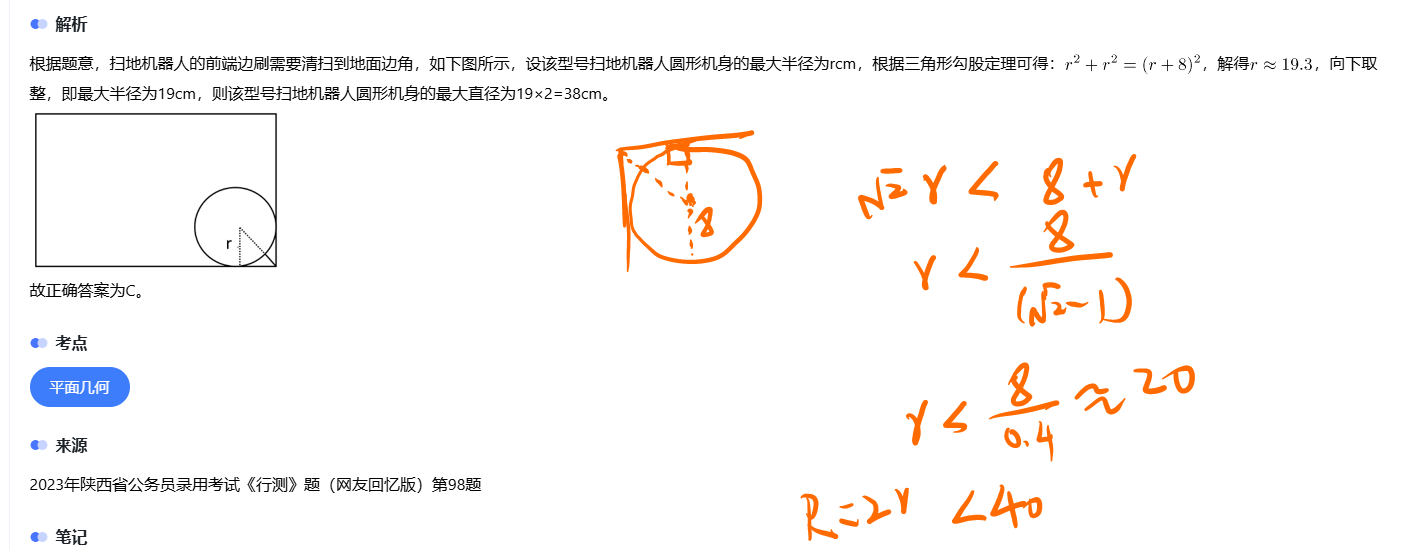 解析
根据题意，扫地机器人的前端边刷需要清扫到地面边角，如下图所示，设该型号扫地机器人圆形机身的最大半径为rcm，根据三角形勾股定理可得：r² + r² = (r + 8)²，解得r ≈ 19.3，向下取
整，即最大半径为19cm，则该型号扫地机器人圆形机身的最大直径为19×2=38cm。
r
8
√2 r < 8 + r
r < 8/(√2-1)
r ≤ 8/0.4 ≈ 20
R = 2r < 40
故正确答案为C。
考点
平面几何
来源
2023年陕西省公务员录用考试《行测》题（网友回忆版）第98题
笔记